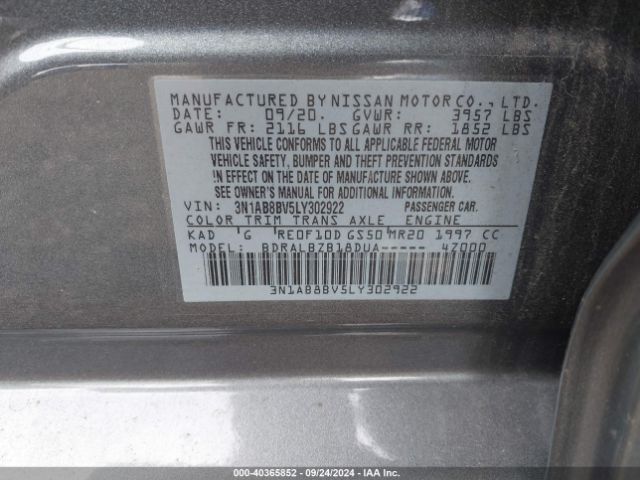 MANUFACTURED BY NISSAN MOTOR CO., LTD.
DATE: 09/20. GVWR: 3957 LBS
GAWR FR: 2116 LBS GAWR RR: 1852 LBS
THIS VEHICLE CONFORMS TO ALL APPLICABLE FEDERAL MOTOR
VEHICLE SAFETY, BUMPER AND THEFT PREVENTION STANDARDS
IN EFFECT ON THE DATE OF MANUFACTURE SHOWN ABOVE.
SEE OWNER'S MANUAL FOR ADDITIONAL INFORMATION.
VIN: 3N1AB8BV5LY302922 PASSENGER CAR.
COLOR TRIM TRANS AXLE ENGINE
KAD G RE0F10D GS50 MR20 1997 CC
MODEL: BDRALBZB18DUA----- 4Z000
3N1AB8BV5LY302922
000-40365852 - 09/24/2024 - IAA Inc.